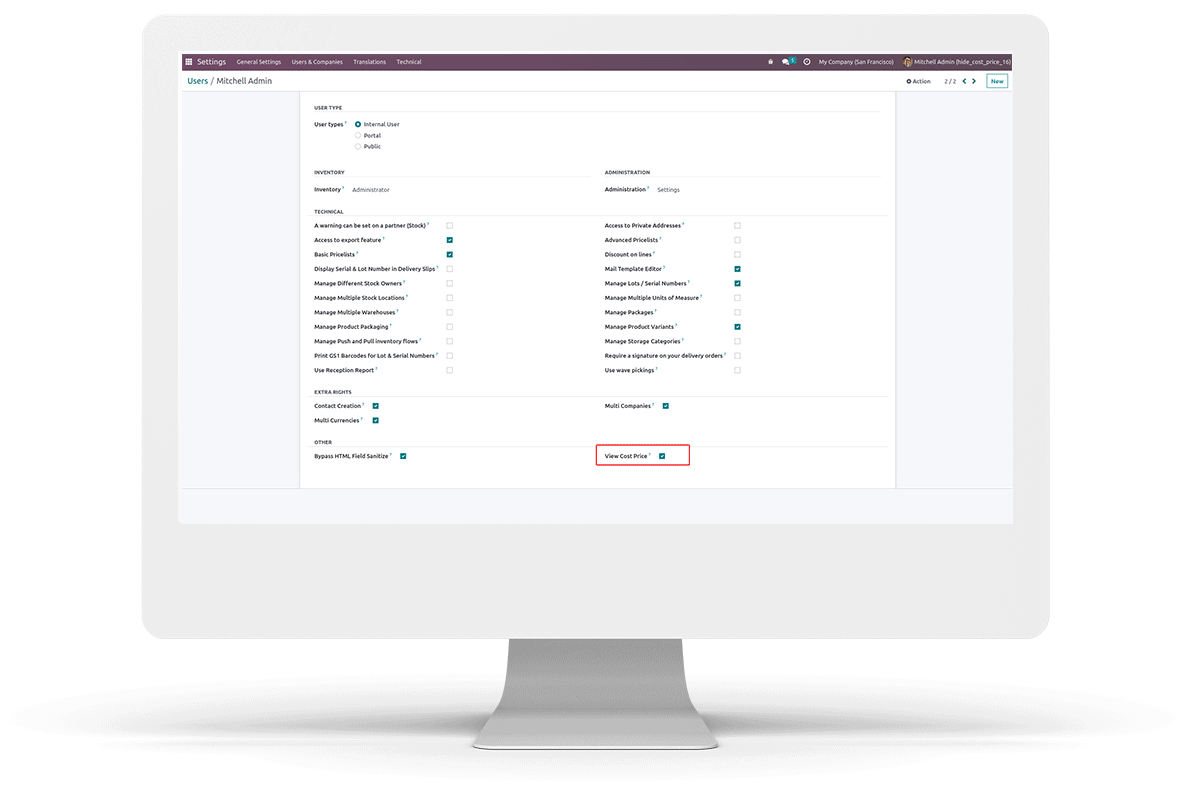 Settings General Settings Users & Companies Translations Technical 5 My Company (San Francisco) Mitchell Admin (hide_cost_price_16)
Users / Mitchell Admin Action 2 / 2 New
USER TYPE
User types ? Internal User
Portal
Public
INVENTORY ADMINISTRATION
Inventory ? Administrator Administration ? Settings
TECHNICAL
A warning can be set on a partner (Stock) ? Access to Private Addresses ?
Access to export feature ? Advanced Pricelists ?
Basic Pricelists ? Discount on lines ?
Display Serial & Lot Number in Delivery Slips ? Mail Template Editor ?
Manage Different Stock Owners ? Manage Lots / Serial Numbers ?
Manage Multiple Stock Locations ? Manage Multiple Units of Measure ?
Manage Multiple Warehouses ? Manage Packages ?
Manage Product Packaging ? Manage Product Variants ?
Manage Push and Pull inventory flows ? Manage Storage Categories ?
Print GS1 Barcodes for Lot & Serial Numbers ? Require a signature on your delivery orders ?
Use Reception Report ? Use wave pickings ?
EXTRA RIGHTS
Contact Creation ? Multi Companies ?
Multi Currencies ?
OTHER
Bypass HTML Field Sanitize ? View Cost Price ?